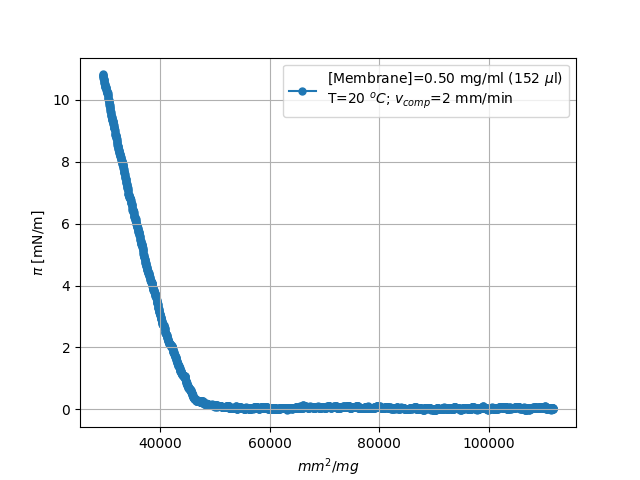 [Membrane]=0.50 mg/ml (152 μl)
T=20 °C; v_comp=2 mm/min
10
8
6
4
2
0
π [mN/m]
40000 60000 80000 100000
mm²/mg